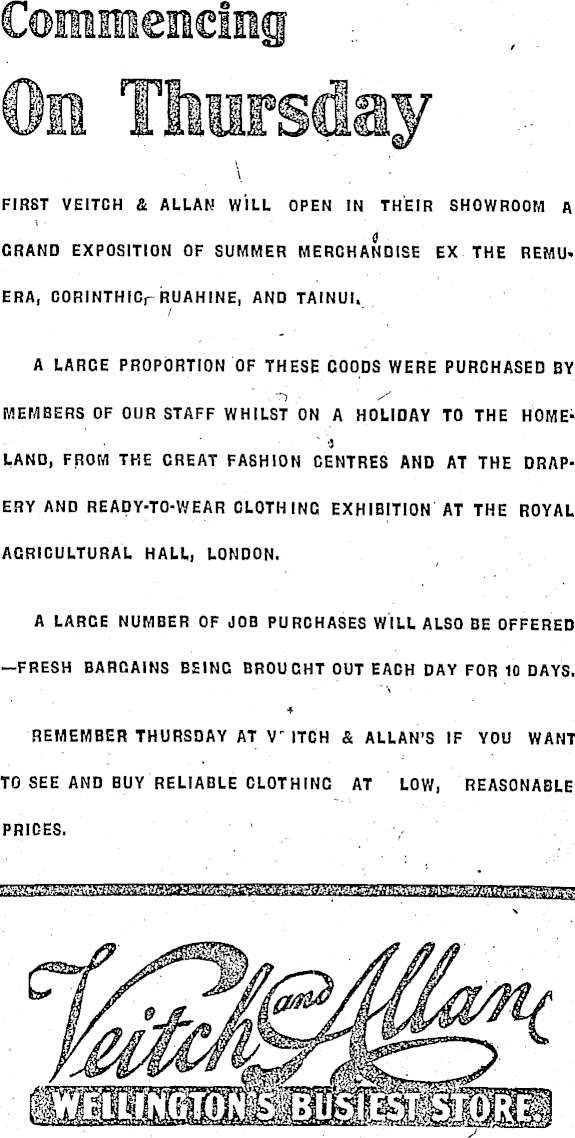 Commencing
On Thursday
FIRST VEITCH & ALLAN WILL OPEN IN THEIR SHOWROOM A
GRAND EXPOSITION OF SUMMER MERCHANDISE EX THE REMU-
ERA, CORINTHIC, RUAHINE, AND TAINUI.
A LARGE PROPORTION OF THESE GOODS WERE PURCHASED BY
MEMBERS OF OUR STAFF WHILST ON A HOLIDAY TO THE HOME-
LAND, FROM THE GREAT FASHION CENTRES AND AT THE DRAP-
ERY AND READY-TO-WEAR CLOTHING EXHIBITION AT THE ROYAL
AGRICULTURAL HALL, LONDON.
A LARGE NUMBER OF JOB PURCHASES WILL ALSO BE OFFERED
—FRESH BARGAINS BEING BROUGHT OUT EACH DAY FOR 10 DAYS.
REMEMBER THURSDAY AT VEITCH & ALLAN'S IF YOU WANT
TO SEE AND BUY RELIABLE CLOTHING AT LOW, REASONABLE
PRICES.
Veitch and Allan
WELLINGTON'S BUSIEST STORE.